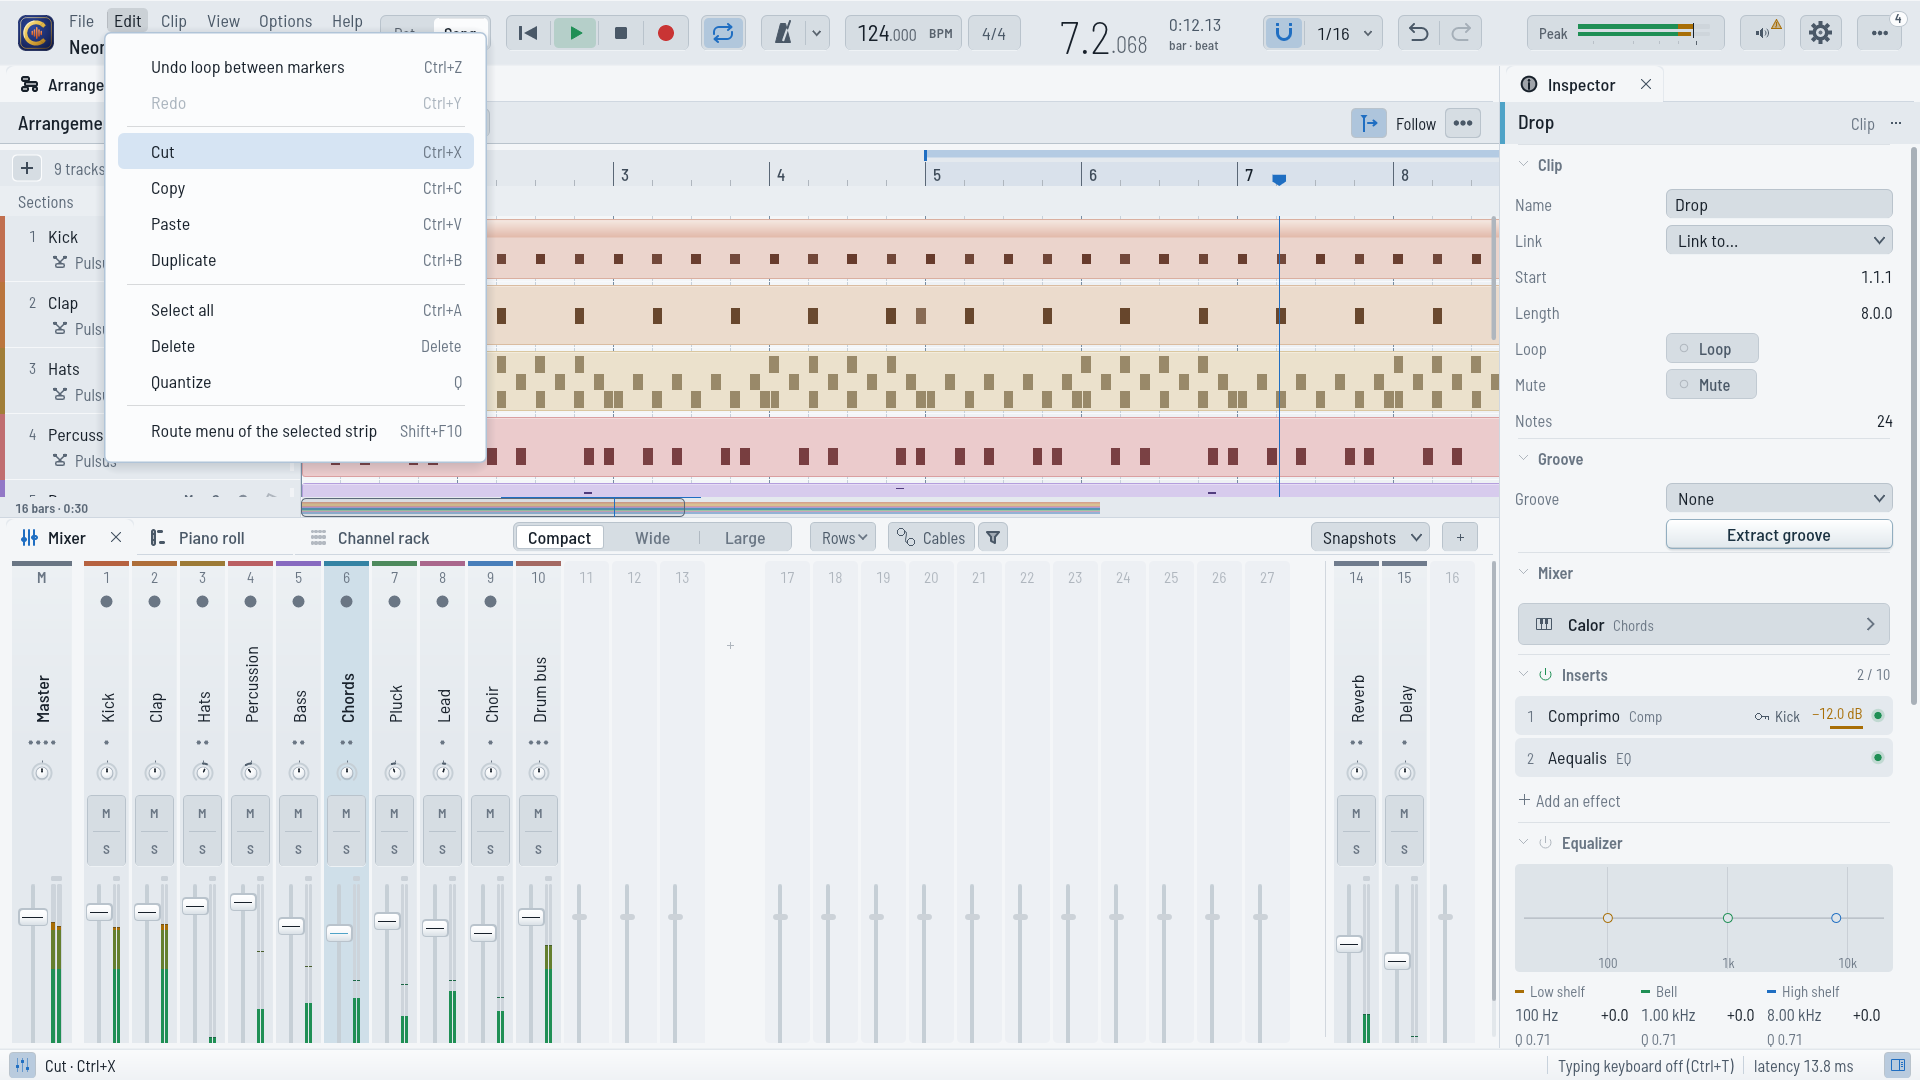 File Edit Clip View Options Help
Neor
124.000 BPM
4/4
7.2.068
0:12.13
bar · beat
1/16
Peak
4
Undo loop between markers Ctrl+Z
Redo Ctrl+Y
Cut Ctrl+X
Copy Ctrl+C
Paste Ctrl+V
Duplicate Ctrl+B
Select all Ctrl+A
Delete Delete
Quantize Q
Route menu of the selected strip Shift+F10
Arrange
Arrangeme
Follow
9 tracks
3 4 5 6 7 8
Sections
1 Kick
Pulsu
2 Clap
Pulsu
3 Hats
Pulsu
4 Percuss
Pulsus
16 bars · 0:30
Inspector
Drop Clip
Clip
Name Drop
Link Link to...
Start 1.1.1
Length 8.0.0
Loop Loop
Mute Mute
Notes 24
Groove
Groove None
Extract groove
Mixer
Calor Chords
Inserts 2 / 10
1 Comprimo Comp Kick −12.0 dB
2 Aequalis EQ
Add an effect
Equalizer
100 1k 10k
Low shelf Bell High shelf
100 Hz +0.0 1.00 kHz +0.0 8.00 kHz +0.0
Q 0.71 Q 0.71 Q 0.71
Mixer Piano roll Channel rack
Compact Wide Large
Rows Cables
Snapshots +
M 1 2 3 4 5 6 7 8 9 10 11 12 13 17 18 19 20 21 22 23 24 25 26 27 14 15 16
+
Master Kick Clap Hats Percussion Bass Chords Pluck Lead Choir Drum bus Reverb Delay
M M M M M M M M M M M M
S S S S S S S S S S S S
Cut · Ctrl+X
Typing keyboard off (Ctrl+T) latency 13.8 ms